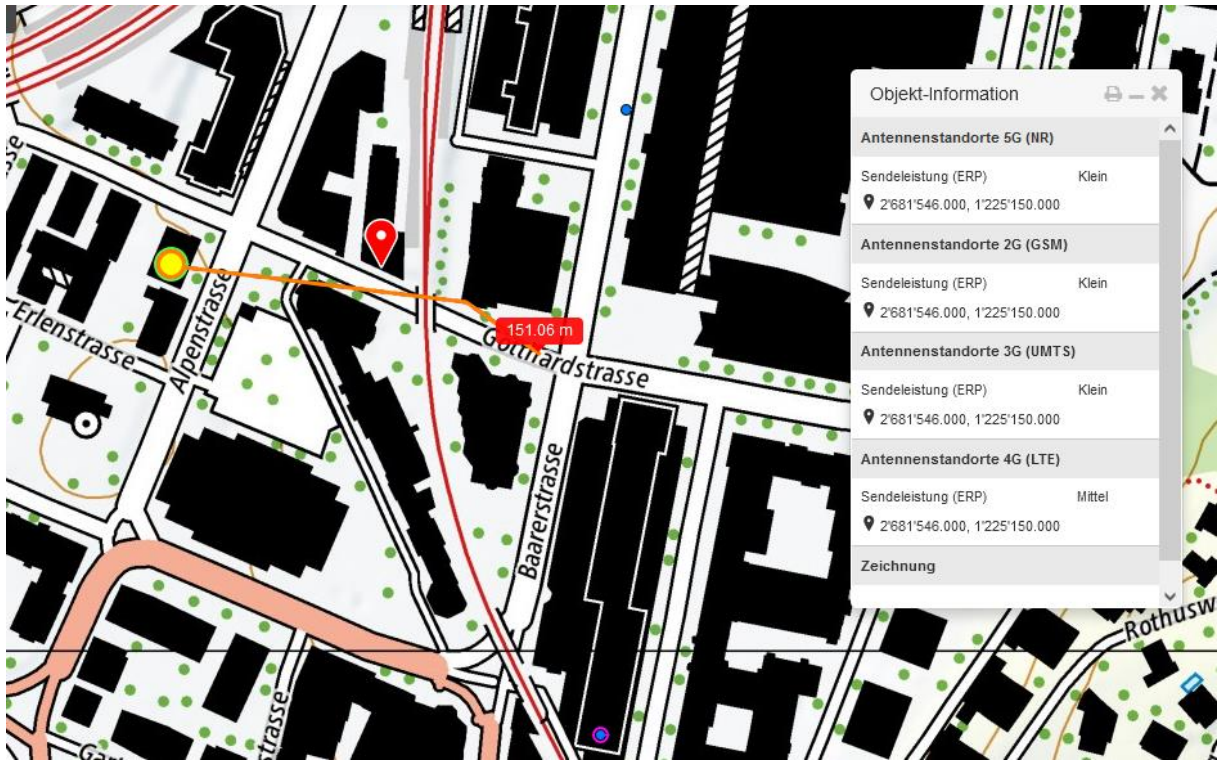 Objekt-Information
Antennenstandorte 5G (NR)
Sendeleistung (ERP) Klein
2'681'546.000, 1'225'150.000
Antennenstandorte 2G (GSM)
Sendeleistung (ERP) Klein
2'681'546.000, 1'225'150.000
Antennenstandorte 3G (UMTS)
Sendeleistung (ERP) Klein
2'681'546.000, 1'225'150.000
Antennenstandorte 4G (LTE)
Sendeleistung (ERP) Mittel
2'681'546.000, 1'225'150.000
Zeichnung
151.06 m
Gotthardstrasse
Erlenstrasse
Alpenstrasse
Baarerstrasse
Rothusw
strasse
Gart